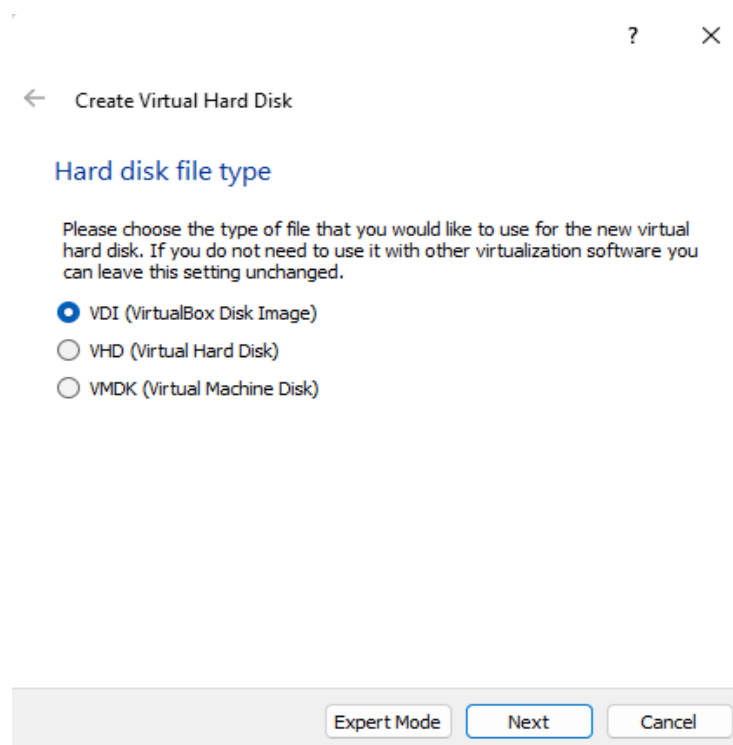 ?
Create Virtual Hard Disk
Hard disk file type
Please choose the type of file that you would like to use for the new virtual
hard disk. If you do not need to use it with other virtualization software you
can leave this setting unchanged.
VDI (VirtualBox Disk Image)
VHD (Virtual Hard Disk)
VMDK (Virtual Machine Disk)
Expert Mode Next Cancel